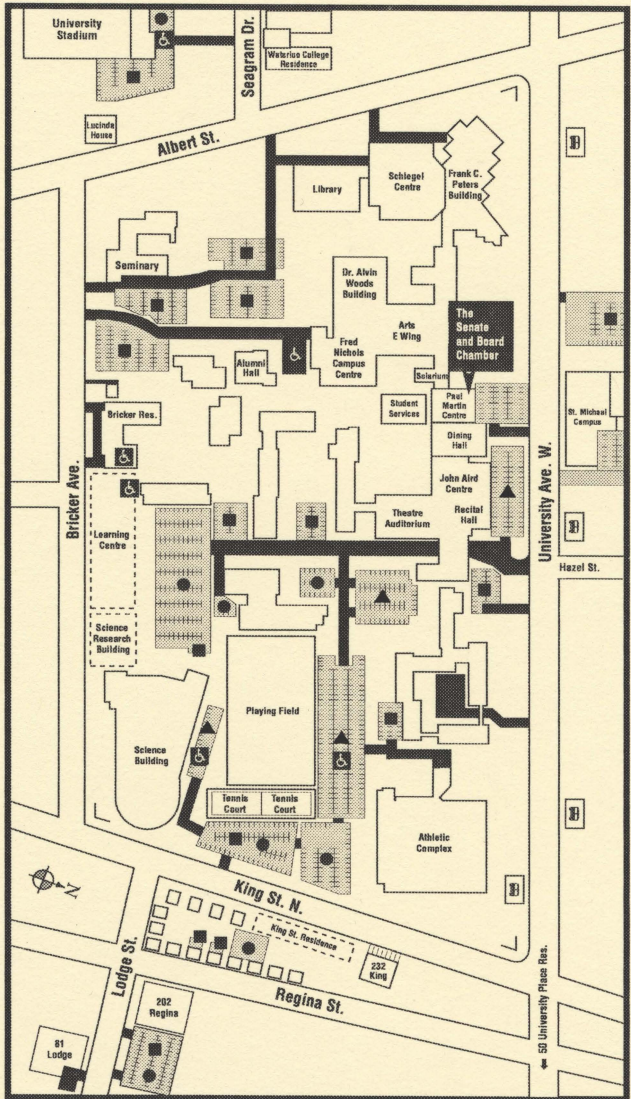 University
Stadium
Seagram Dr.
Waterloo College
Residence
Lucinda
House
Albert St.
Library
Schlegel
Centre
Frank C.
Peters
Building
Seminary
Dr. Alvin
Woods
Building
Arts
E Wing
The
Senate
and Board
Chamber
Fred
Nichols
Campus
Centre
Alumni
Hall
Solarium
Student
Services
Paul
Martin
Centre
St. Michael
Campus
Bricker Res.
Dining
Hall
John Aird
Centre
Recital
Hall
Theatre
Auditorium
Bricker Ave.
University Ave. W.
Learning
Centre
Hazel St.
Science
Research
Building
Playing Field
Science
Building
Tennis
Court
Tennis
Court
Athletic
Complex
N
King St. N.
King St. Residence
232
King
Lodge St.
Regina St.
202
Regina
81
Lodge
50 University Place Res.